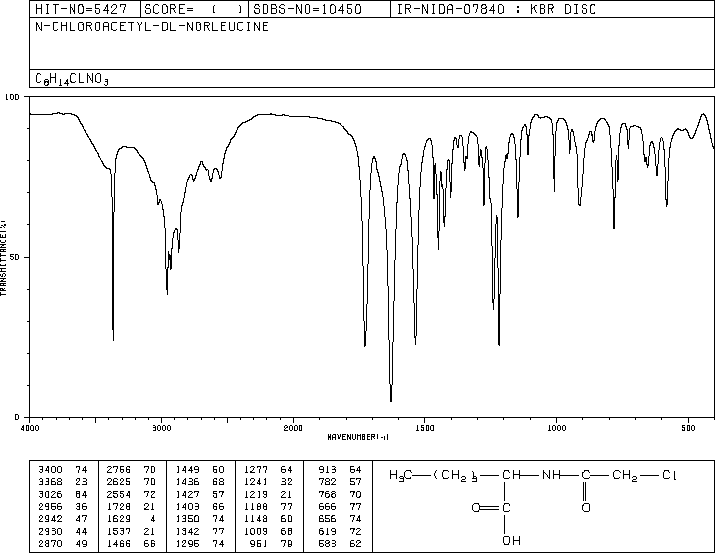 HIT-NO=5427 SCORE= ( ) SDBS-NO=10450 IR-NIDA-07840 : KBR DISC
N-CHLOROACETYL-DL-NORLEUCINE
C8H14CLNO3
100
50
0
TRANSMITTANCE(%)
4000 3000 2000 1500 1000 500
WAVENUMBER(-1)
3400 74 2756 70 1449 50 1277 64 913 64
3368 23 2625 70 1436 68 1241 32 782 57
3026 64 2554 72 1427 57 1219 21 768 70
2956 36 1728 21 1403 66 1188 77 666 77
2942 47 1629 4 1350 74 1148 60 656 74
2930 44 1537 21 1342 77 1009 68 619 72
2870 49 1466 66 1295 74 951 79 583 62
H3C—(CH2)3—CH—NH—C—CH2—Cl
O=C O
OH